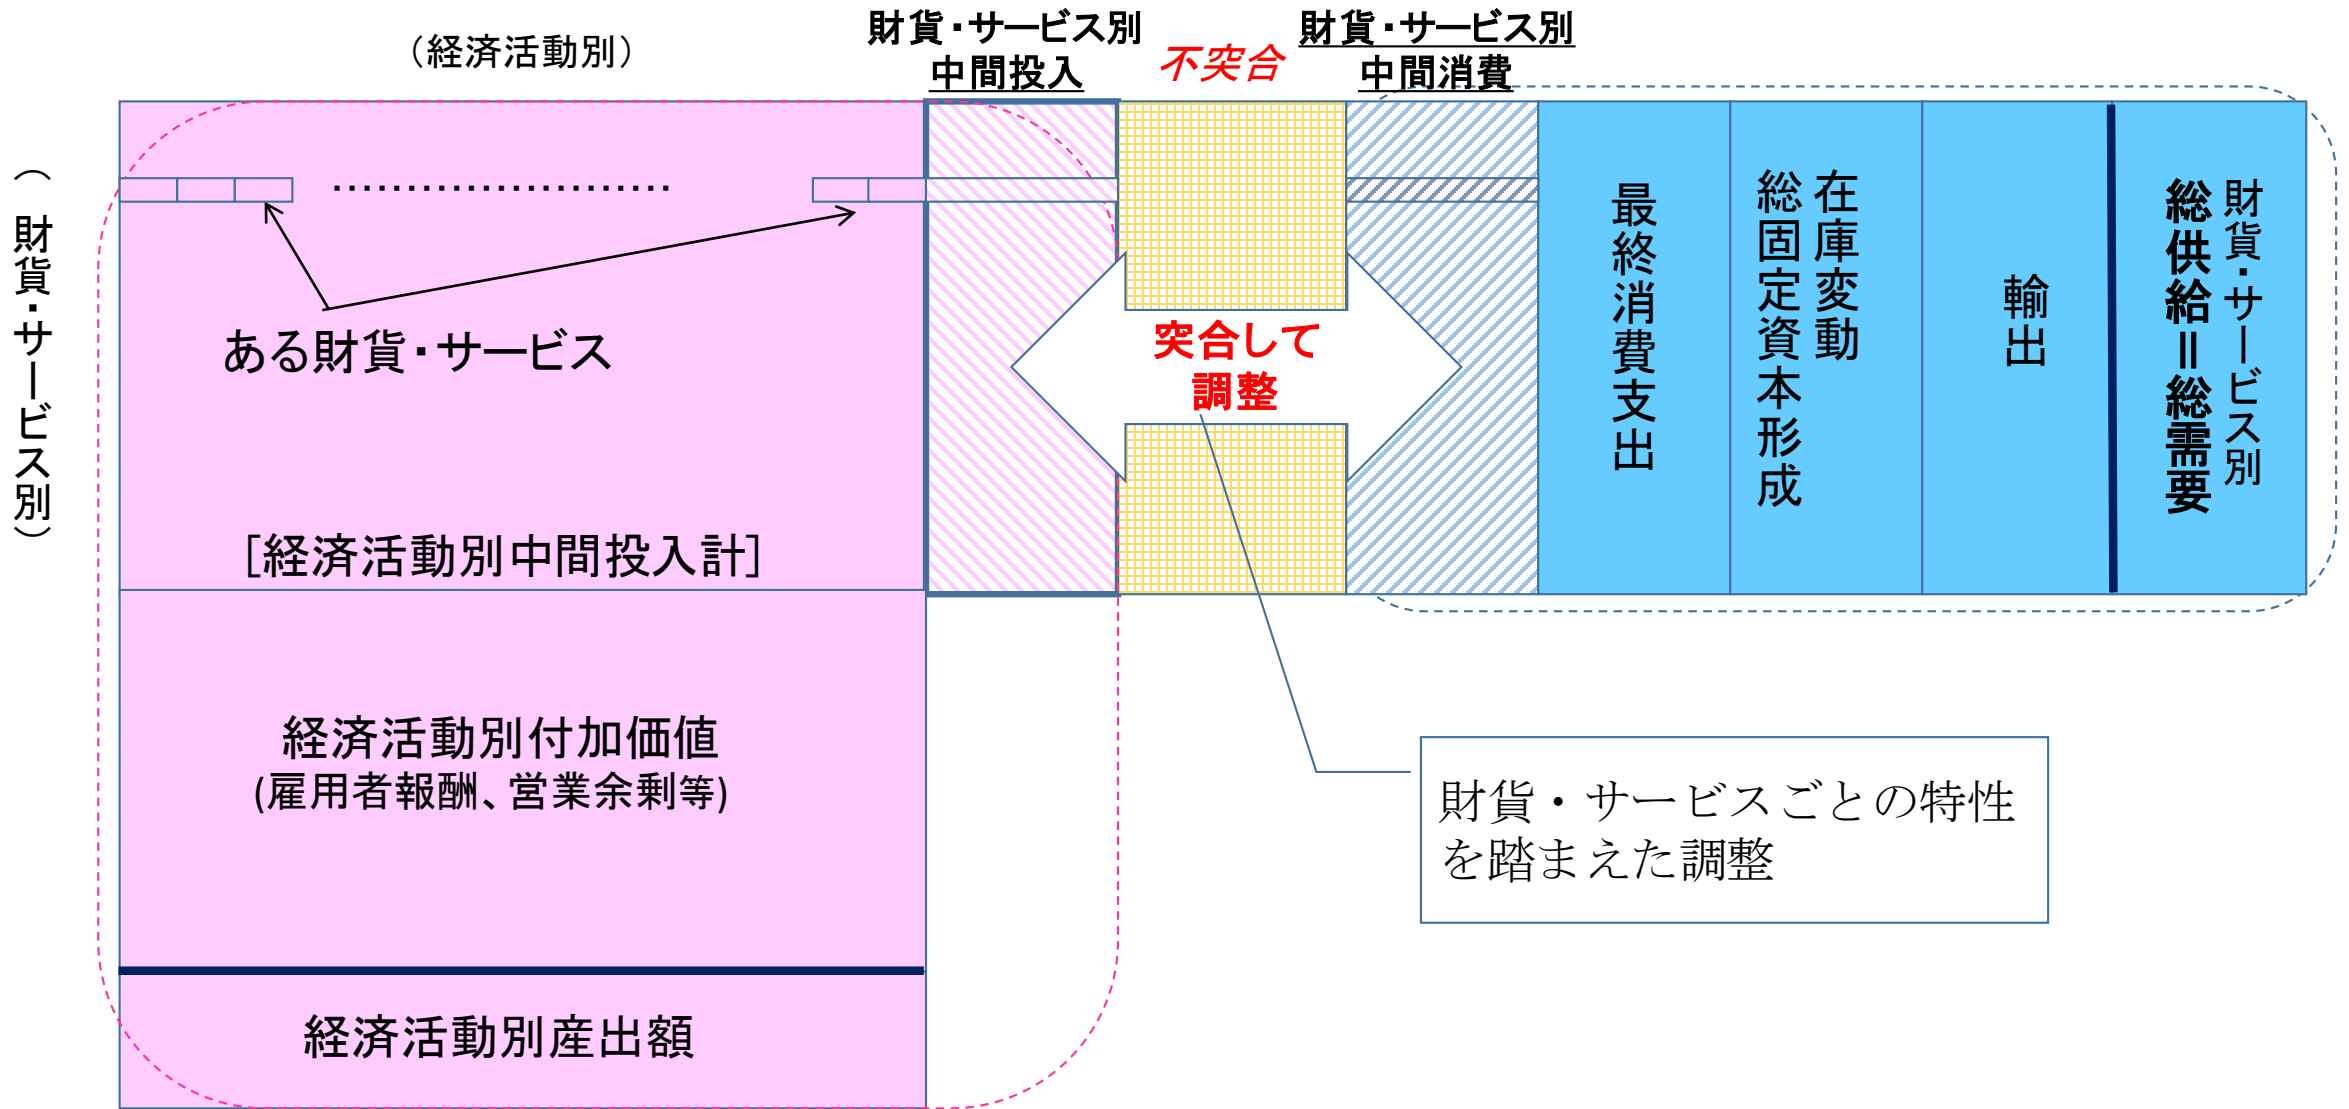 （経済活動別）
財貨・サービス別
中間投入
不突合
財貨・サービス別
中間消費
（財貨・サービス別）
……………………
ある財貨・サービス
［経済活動別中間投入計］
突合して
調整
最終消費支出
在庫変動
総固定資本形成
輸出
財貨・サービス別
総供給＝総需要
経済活動別付加価値
(雇用者報酬、営業余剰等)
財貨・サービスごとの特性
を踏まえた調整
経済活動別産出額